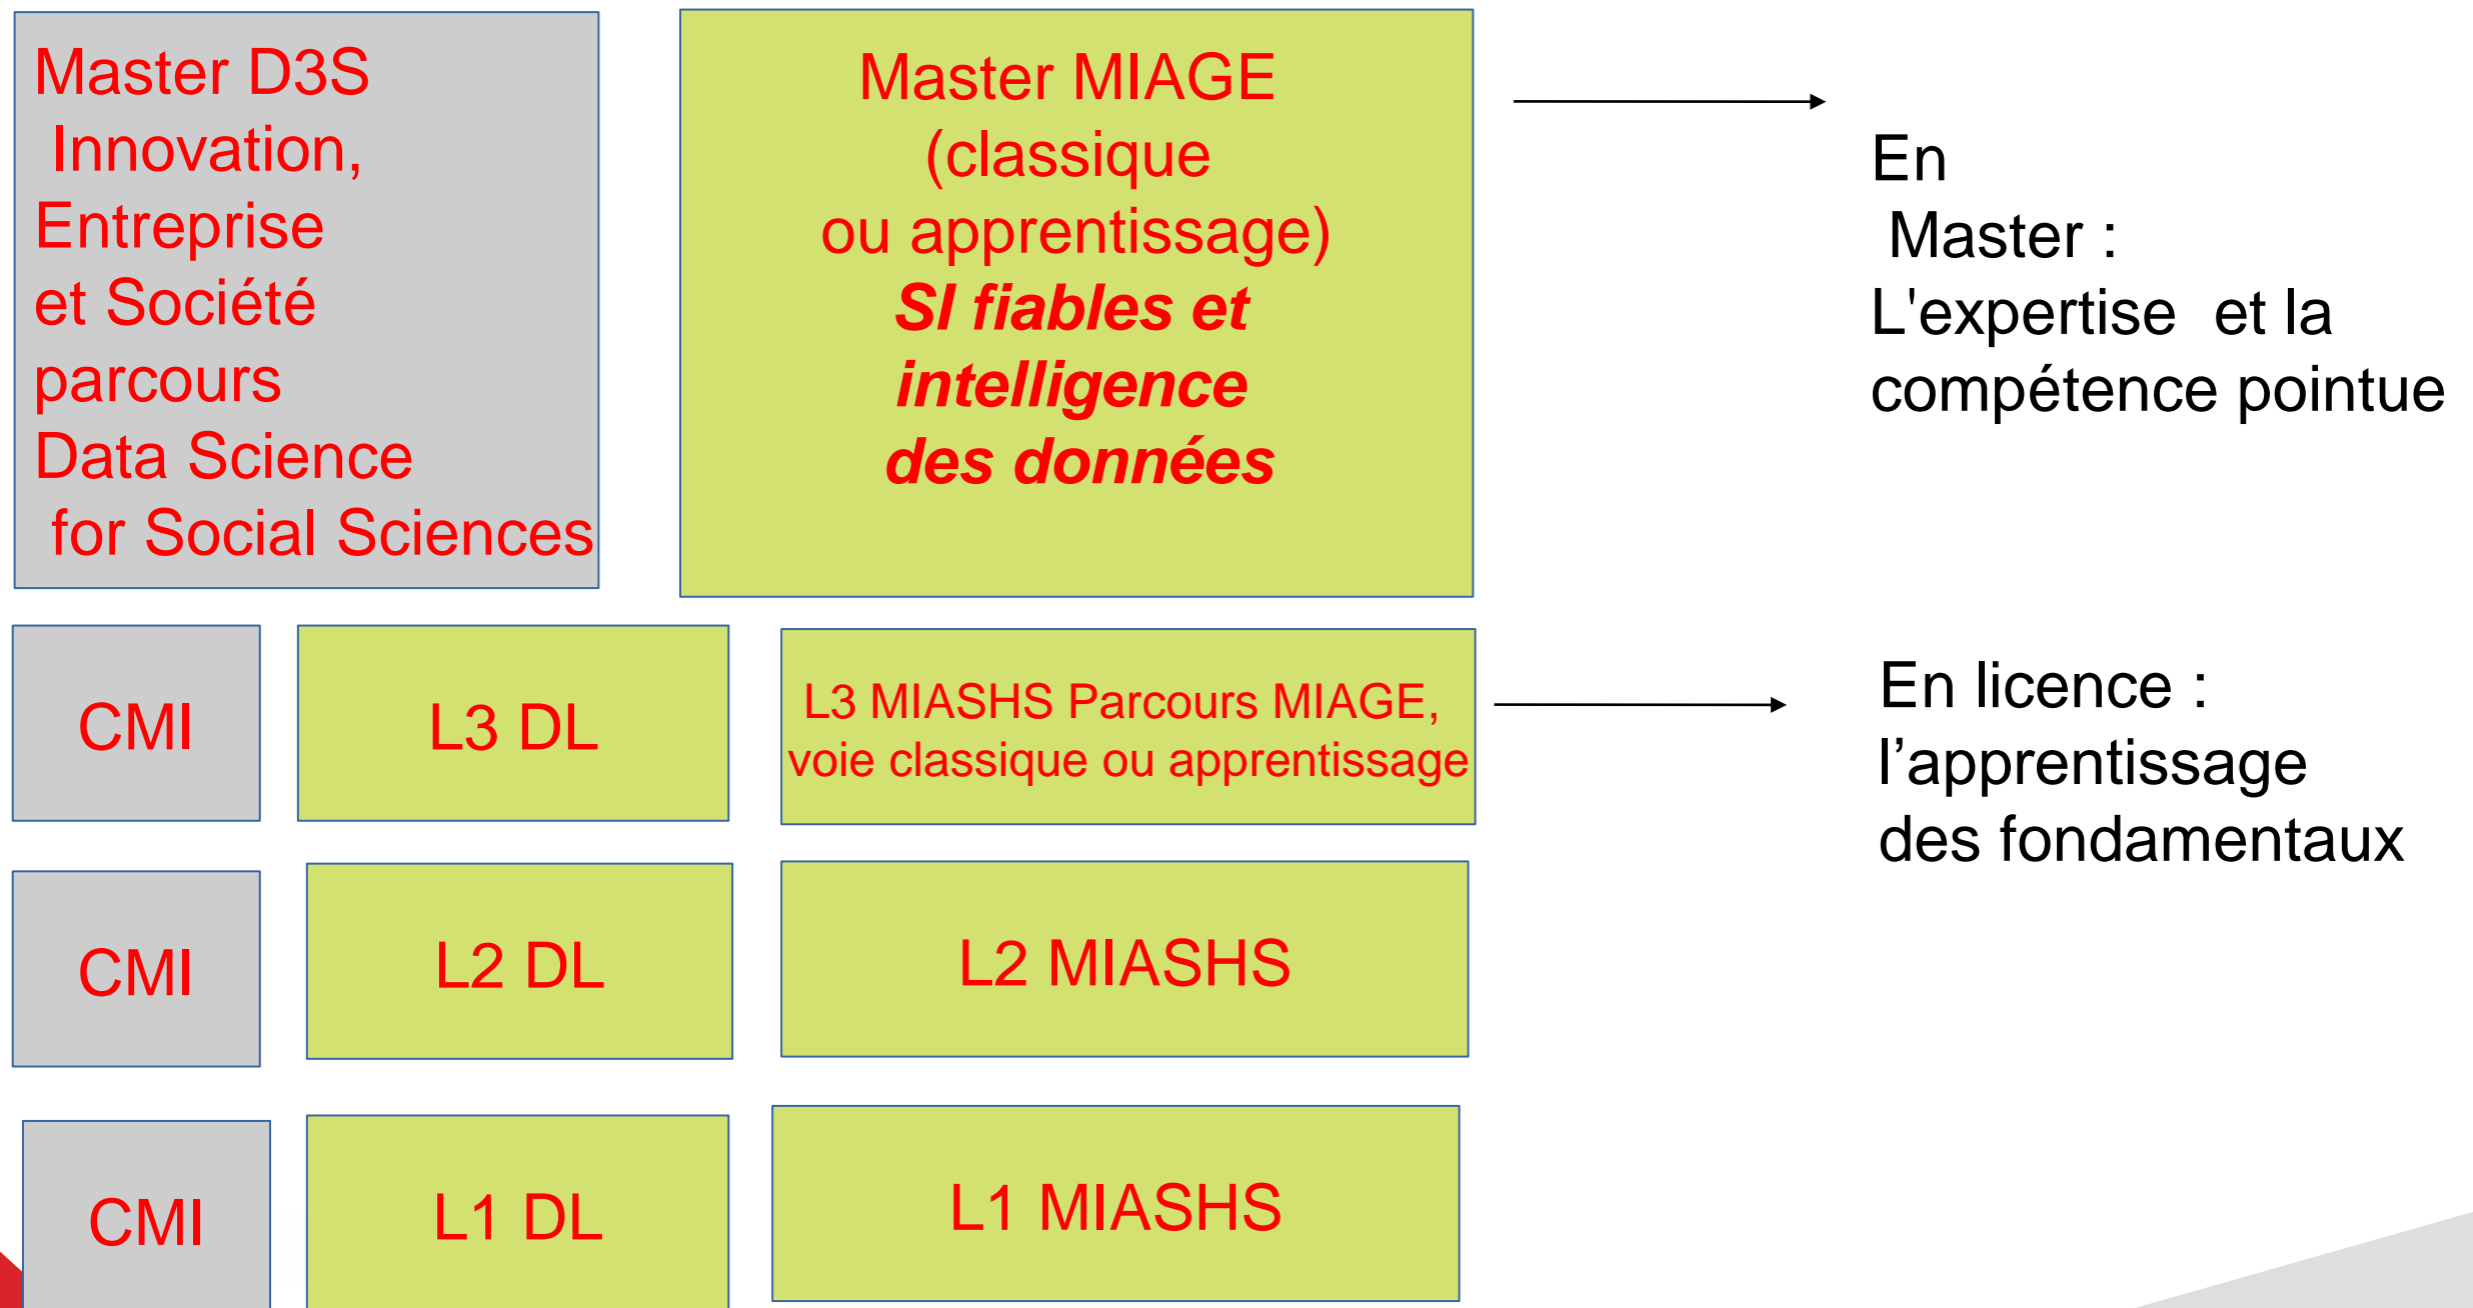 Master D3S
Innovation,
Entreprise
et Société
parcours
Data Science
for Social Sciences
Master MIAGE
(classique
ou apprentissage)
SI fiables et
intelligence
des données
En
Master :
L'expertise et la
compétence pointue
CMI
L3 DL
L3 MIASHS Parcours MIAGE,
voie classique ou apprentissage
En licence :
l’apprentissage
des fondamentaux
CMI
L2 DL
L2 MIASHS
CMI
L1 DL
L1 MIASHS